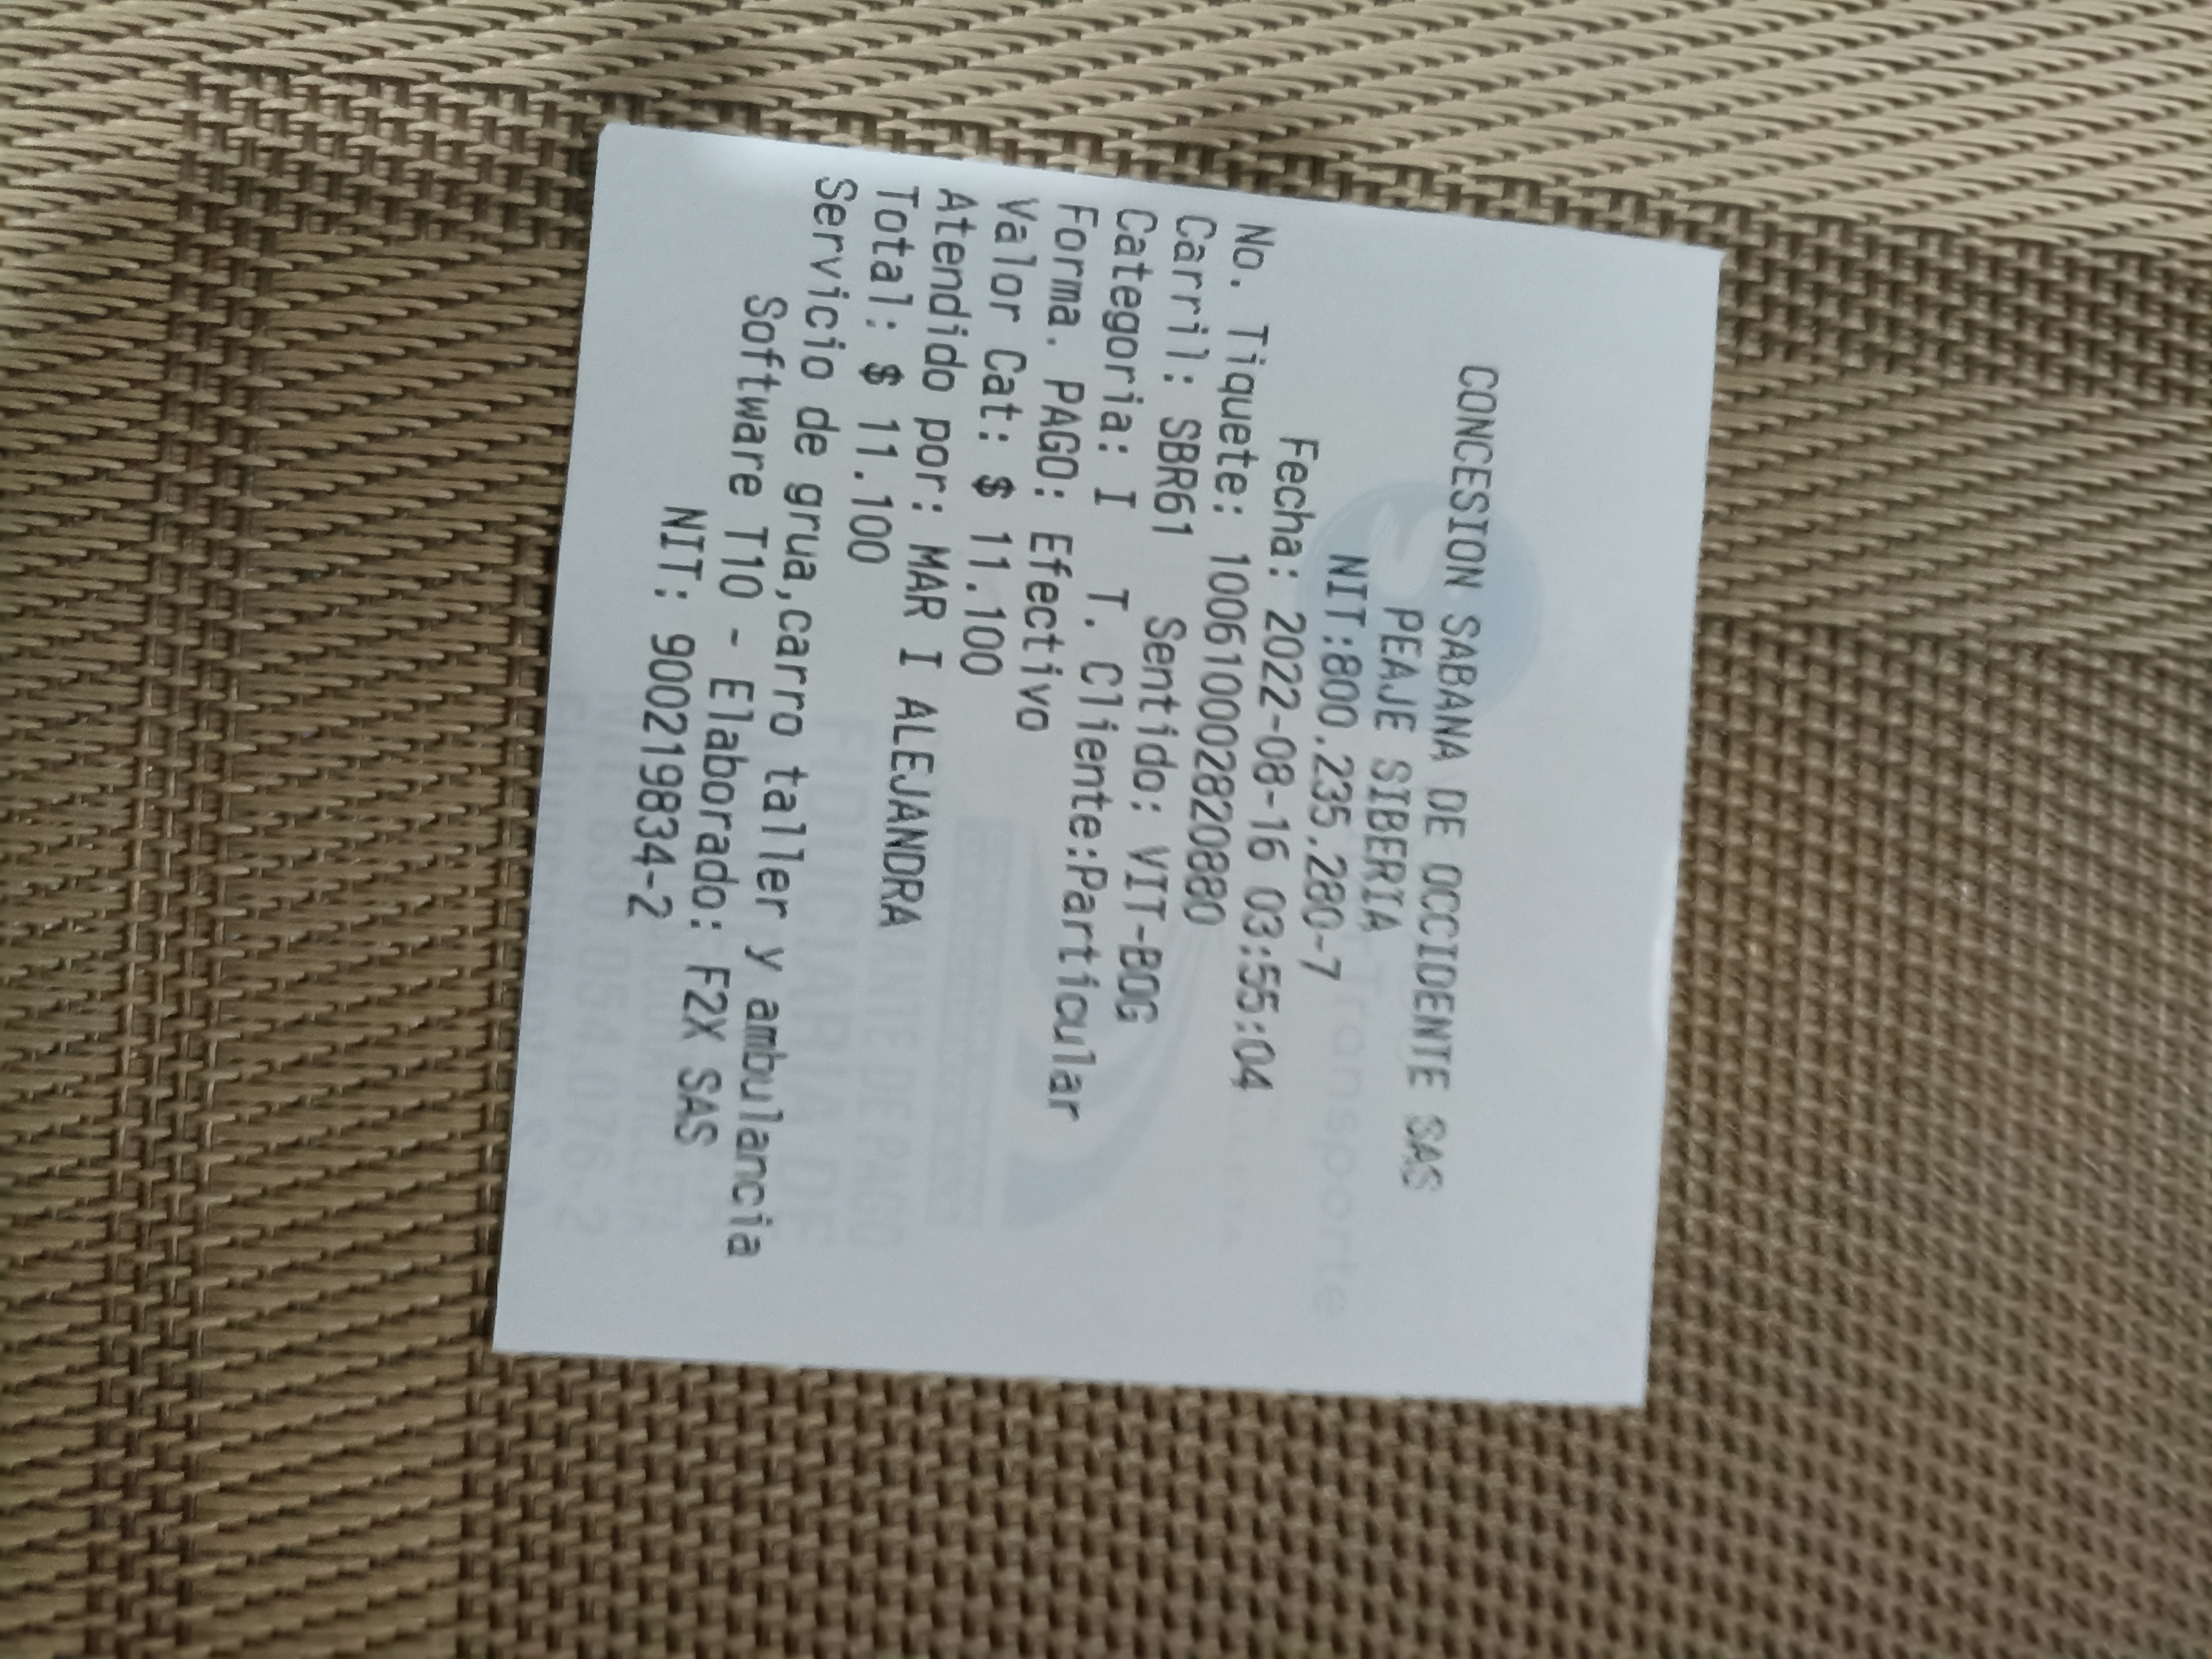 CONCESION SABANA DE OCCIDENTE SAS
PEAJE SIBERIA
NIT:800.235.280-7
Fecha: 2022-08-16 03:55:04
No. Tiquete: 1006100028208​80
Carril: SBR61 Sentido: VIT-BOG
Categoria: I T. Cliente:Particular
Forma. PAGO: Efectivo
Valor Cat: $ 11.100
Atendido por: MAR I ALEJANDRA
Total: $ 11.100
Servicio de grua,carro taller y ambulancia
Software T10 - Elaborado: F2X SAS
NIT: 900219834-2
Transporte